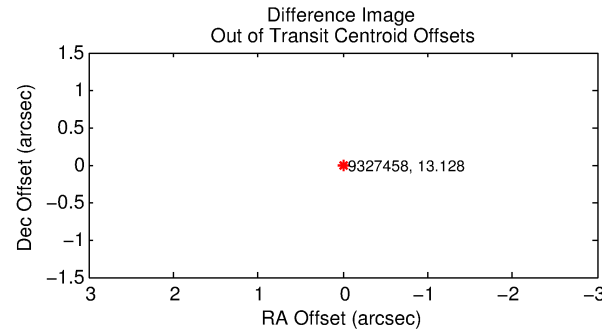 Difference Image
Out of Transit Centroid Offsets
1.5
1
0.5
0
−0.5
−1
−1.5
Dec Offset (arcsec)
9327458, 13.128
3 2 1 0 −1 −2 −3
RA Offset (arcsec)